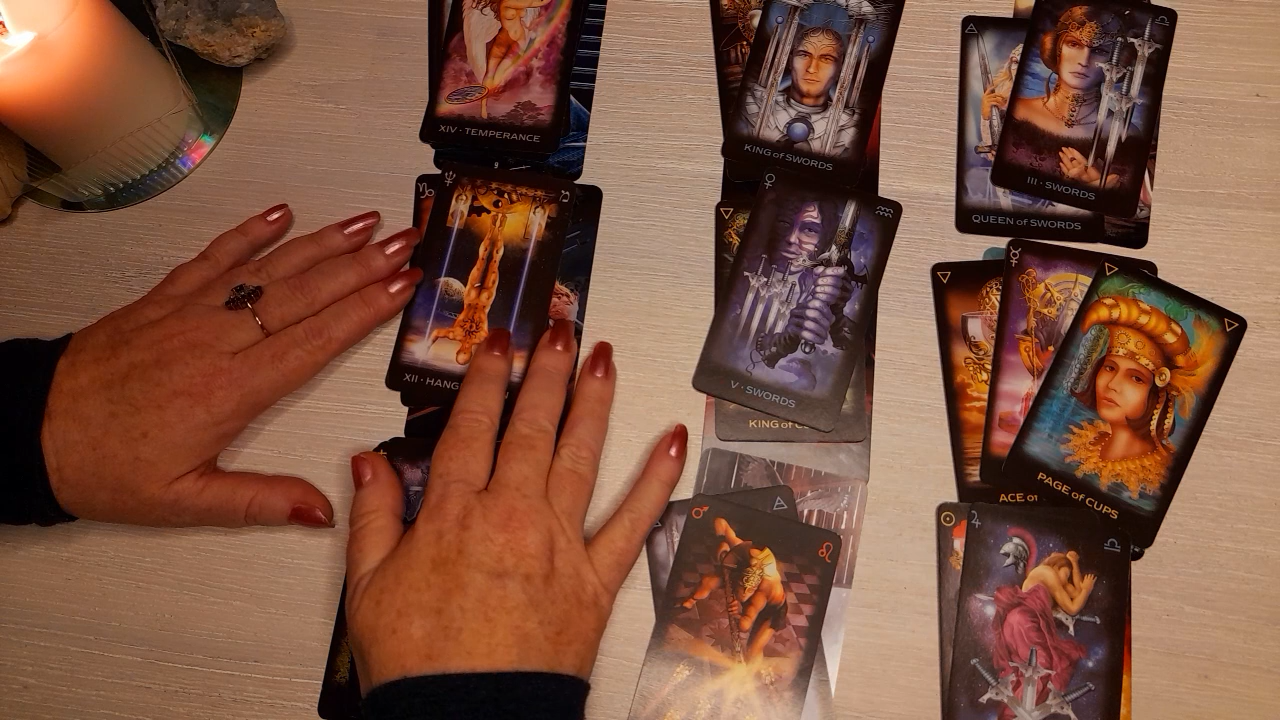 XIV · TEMPERANCE
9
KING of SWORDS
III · SWORDS
QUEEN of SWORDS
XII · HANG
V · SWORDS
KING of C
PAGE of CUPS
ACE of